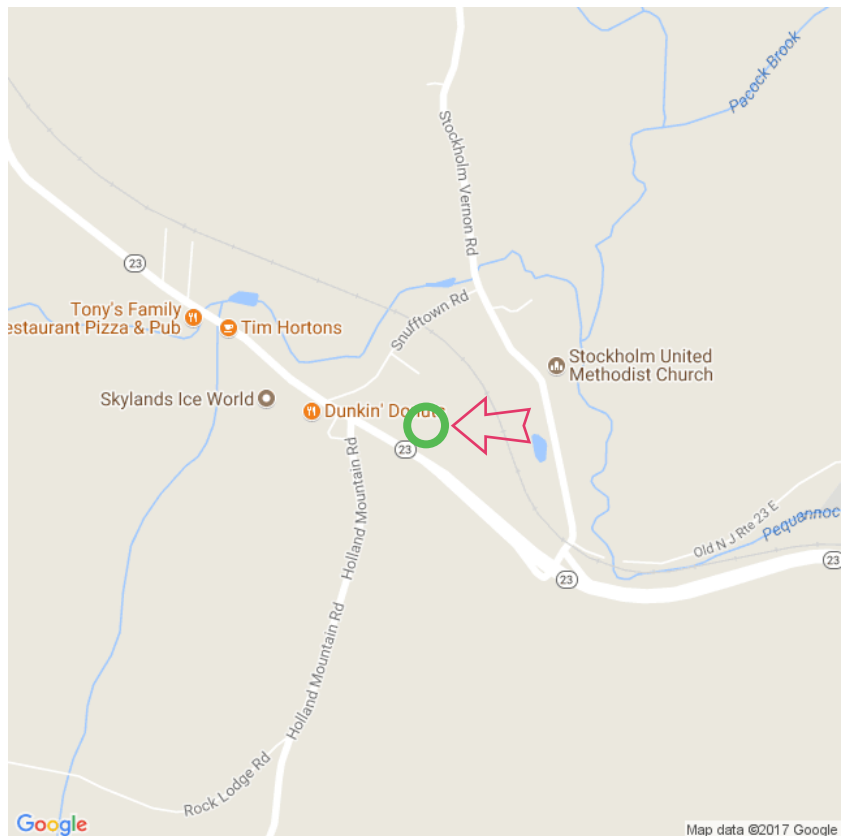 Pacock Brook
Stockholm Vernon Rd
23
Tony's Family
estaurant Pizza & Pub
Tim Hortons
Snufftown Rd
Stockholm United
Methodist Church
Skylands Ice World
Dunkin' Donuts
23
Holland Mountain Rd
Old N J Rte 23 E
Pequannoc
23
23
Holland Mountain Rd
Rock Lodge Rd
Google
Map data ©2017 Google